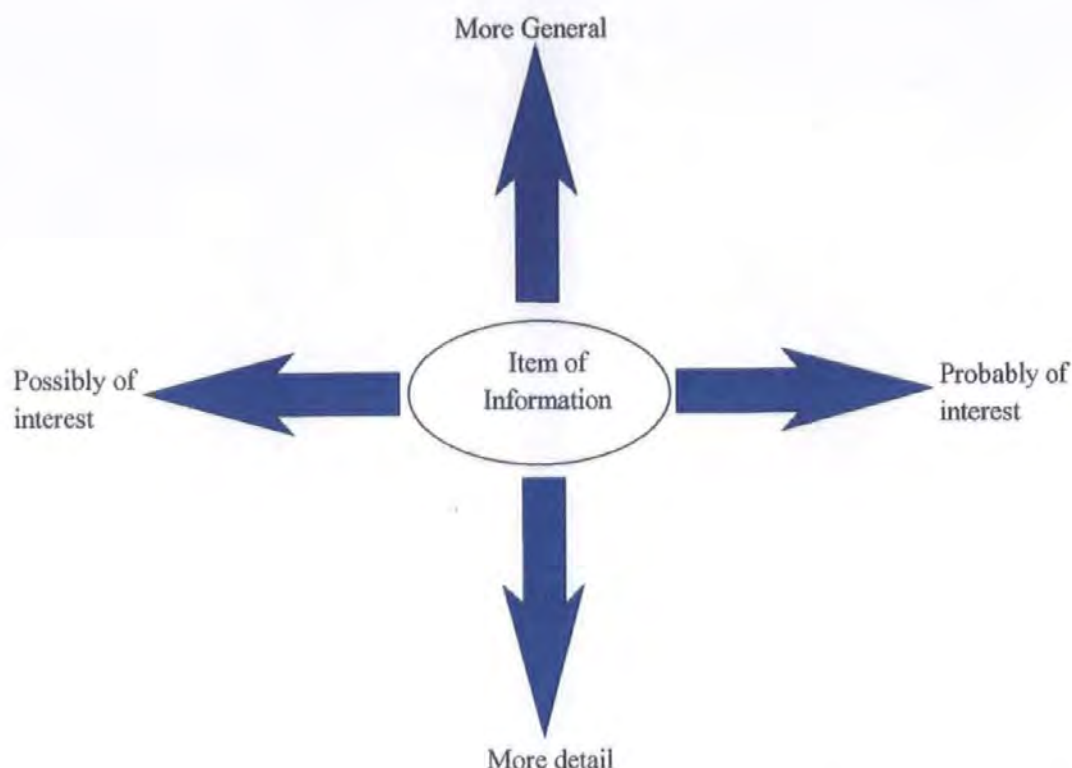 More General
Possibly of
interest
Item of
Information
Probably of
interest
More detail